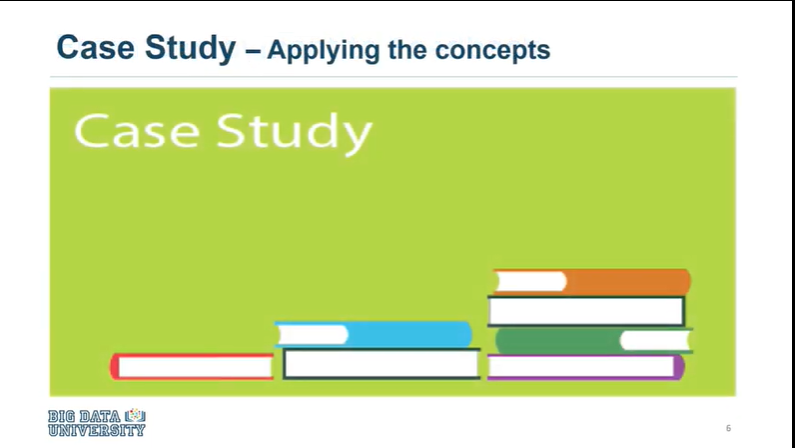 Case Study – Applying the concepts
Case Study
BIG DATA
UNIVERSITY
6